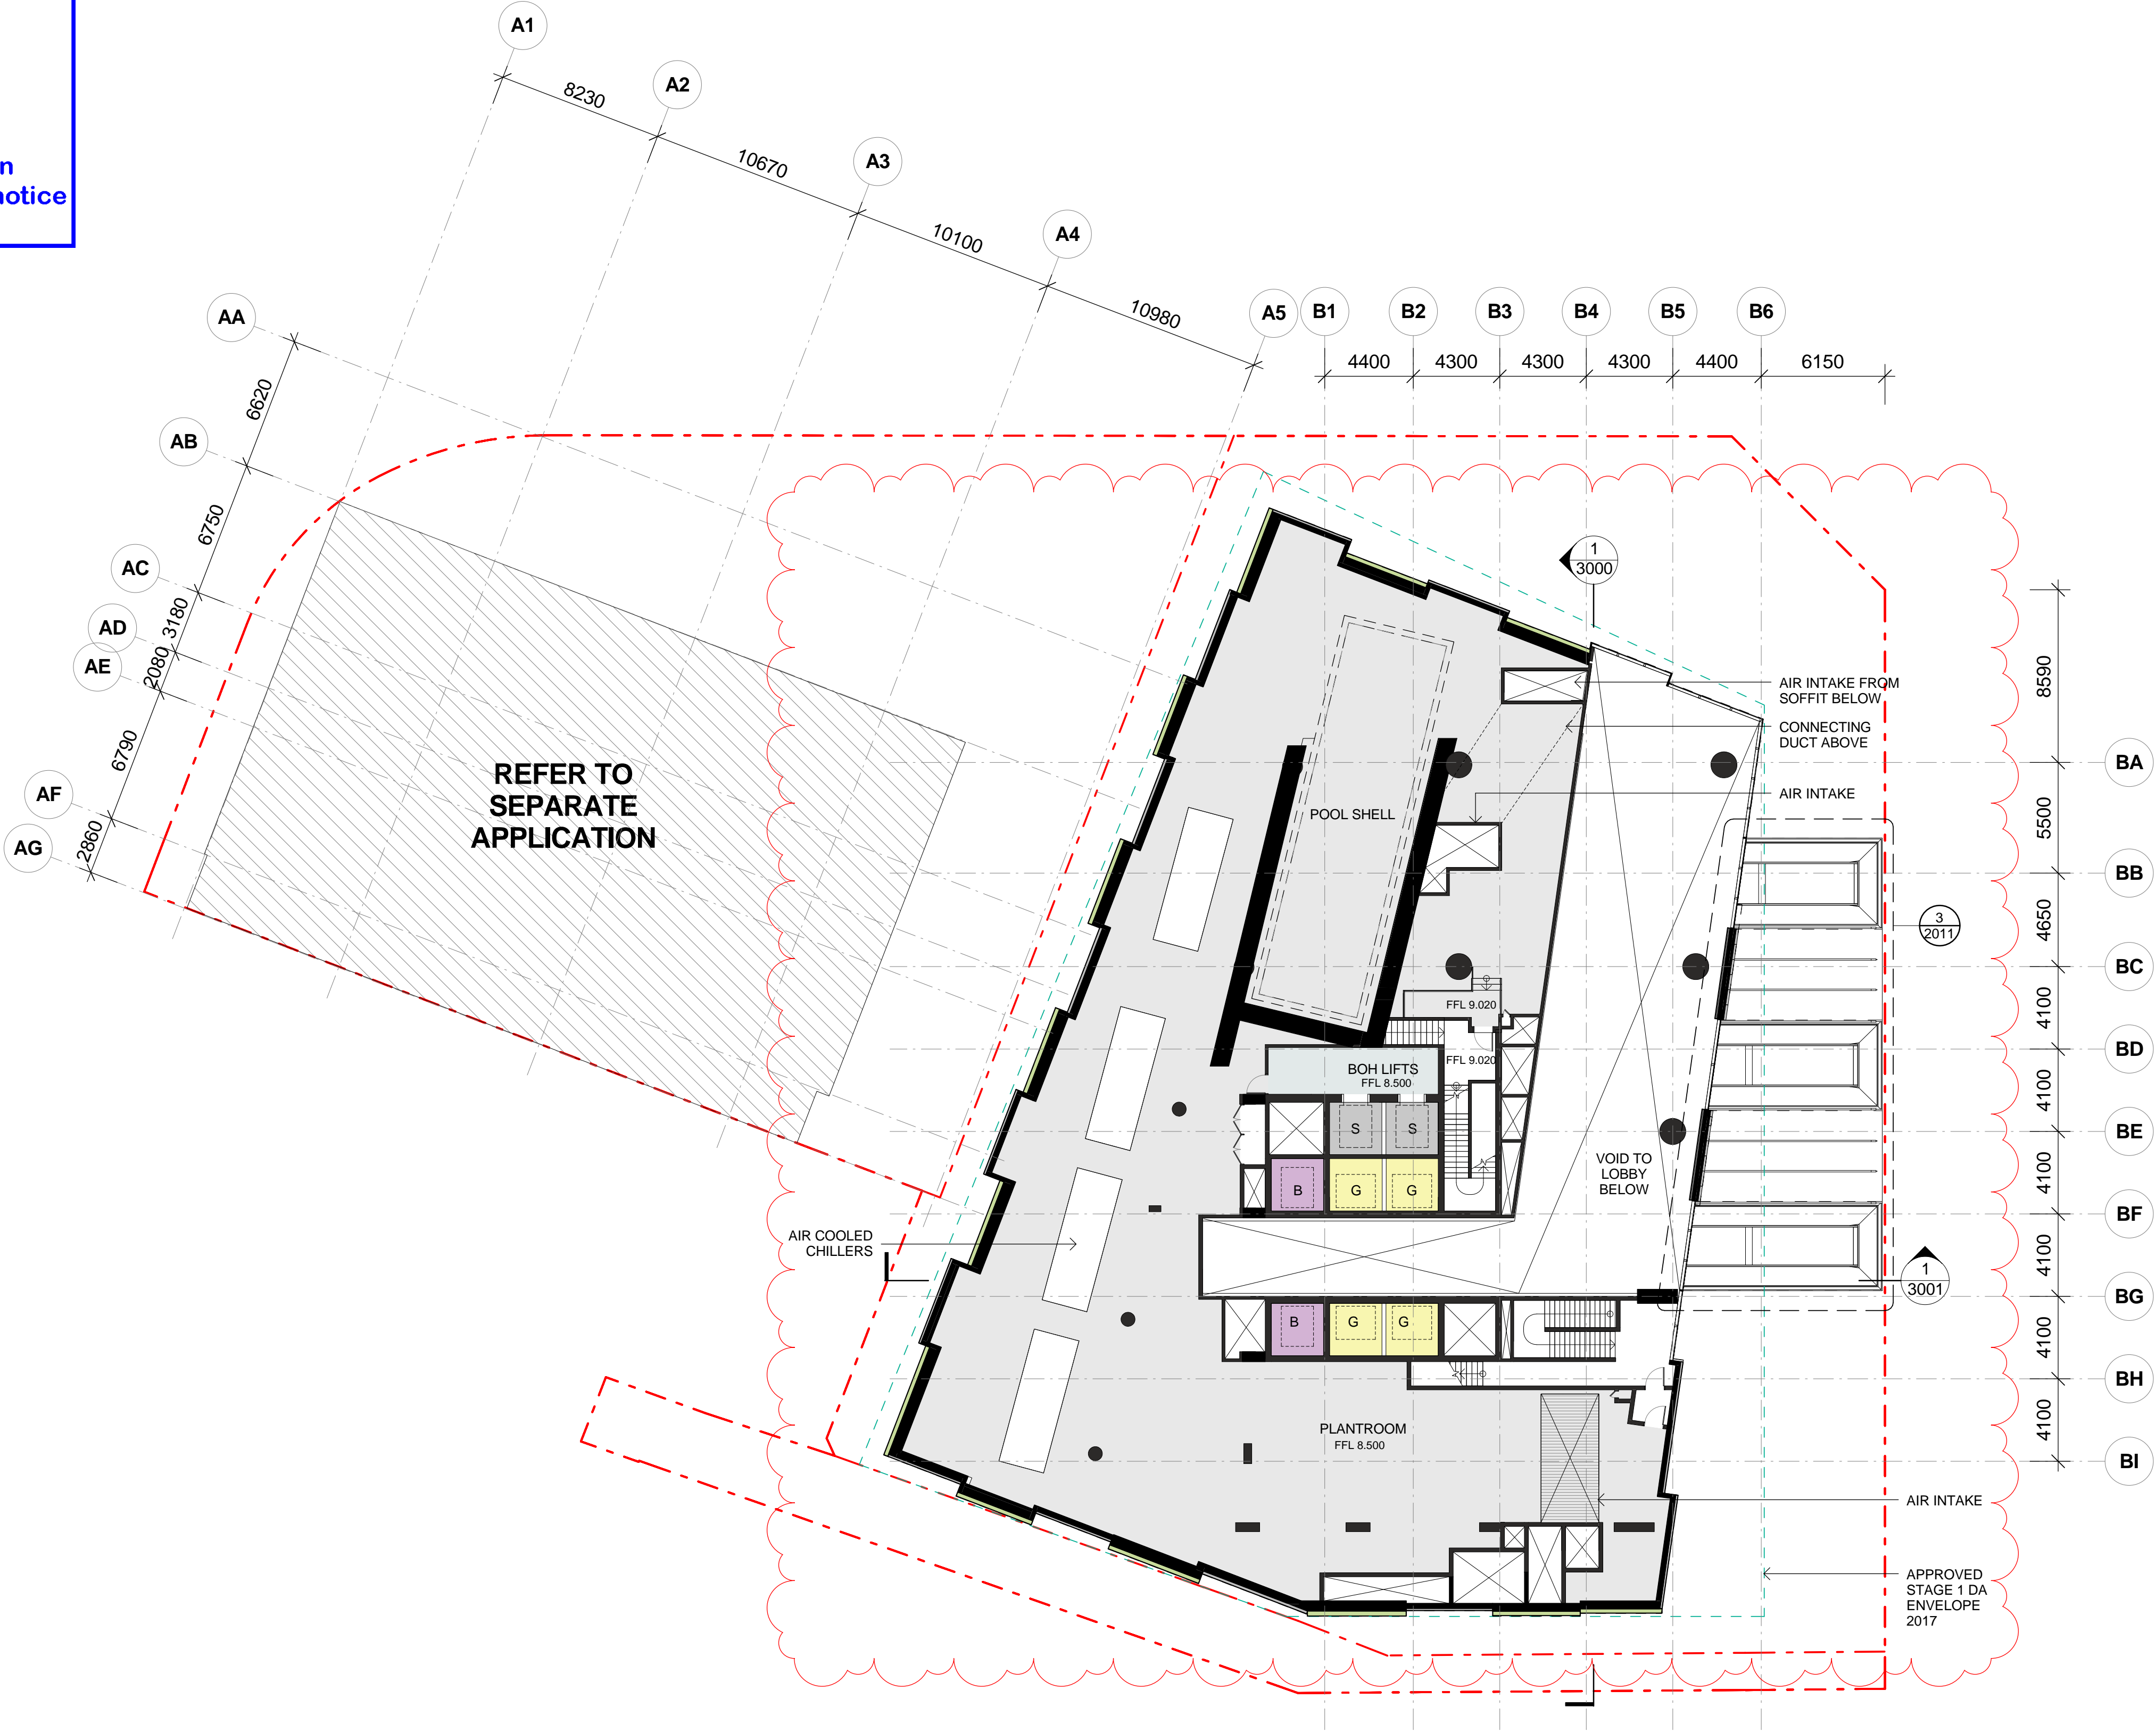 n
notice
A1
A2
A3
A4
A5
8230
10670
10100
10980
B1
B2
B3
B4
B5
B6
4400
4300
4300
4300
4400
6150
AA
AB
AC
AD
AE
AF
AG
6620
6750
3180
2080
6790
2860
REFER TO
SEPARATE
APPLICATION
1
3000
AIR INTAKE FROM
SOFFIT BELOW
CONNECTING
DUCT ABOVE
AIR INTAKE
POOL SHELL
3
2011
FFL 9.020
FFL 9.020
BOH LIFTS
FFL 8.500
S
S
B
G
G
VOID TO
LOBBY
BELOW
AIR COOLED
CHILLERS
1
3001
B
G
G
PLANTROOM
FFL 8.500
AIR INTAKE
APPROVED
STAGE 1 DA
ENVELOPE
2017
8590
5500
4650
4100
4100
4100
4100
4100
4100
BA
BB
BC
BD
BE
BF
BG
BH
BI